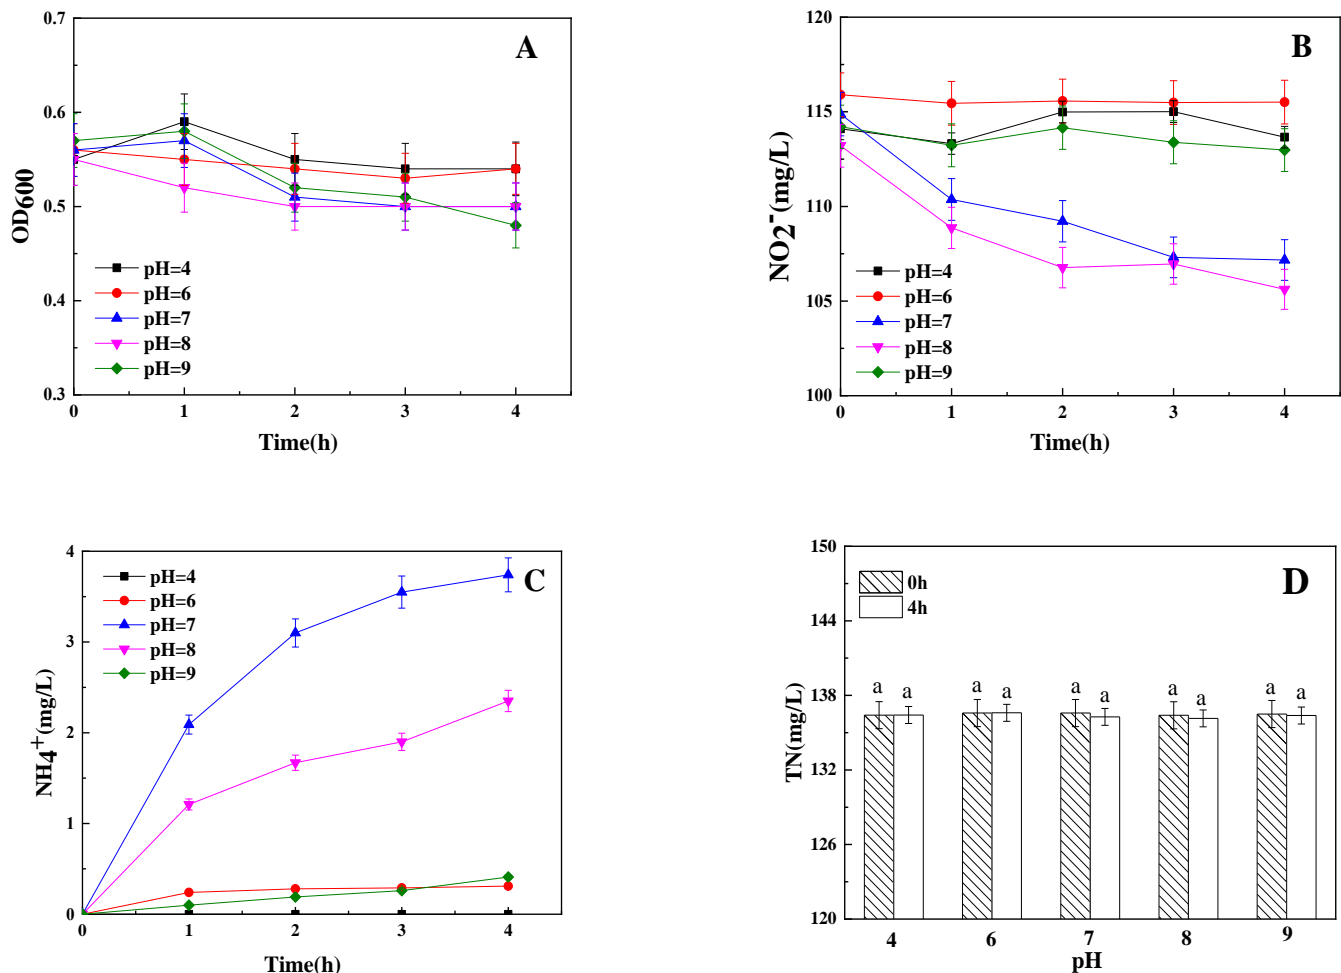 A
0.7
0.6
0.5
0.4
0.3
OD600
pH=4
pH=6
pH=7
pH=8
pH=9
0 1 2 3 4
Time(h)
B
120
115
110
105
100
NO2-(mg/L)
pH=4
pH=6
pH=7
pH=8
pH=9
0 1 2 3 4
Time(h)
C
4
3
2
1
0
NH4+(mg/L)
pH=4
pH=6
pH=7
pH=8
pH=9
0 1 2 3 4
Time(h)
D
150
144
138
132
126
120
TN(mg/L)
0h
4h
a a a a a a a a a a
4 6 7 8 9
pH